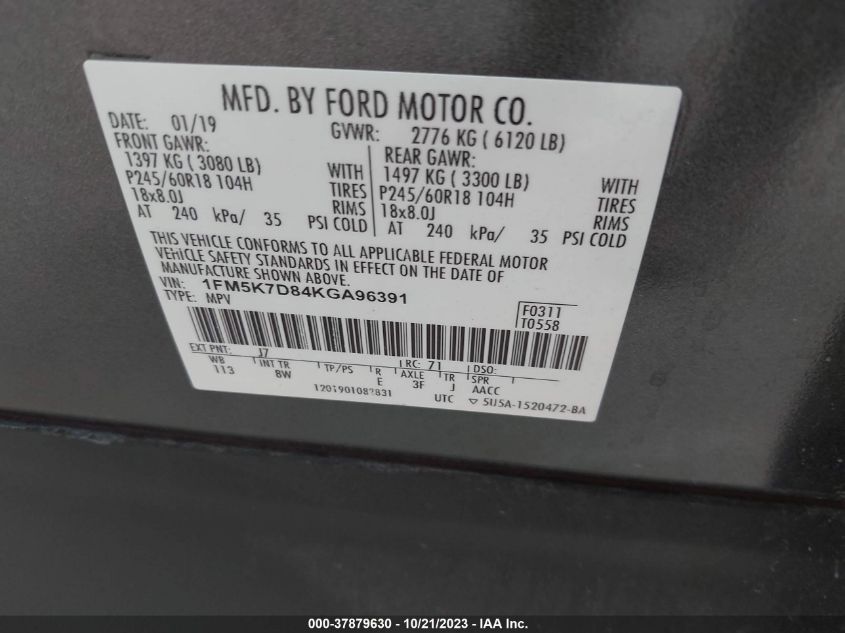 MFD. BY FORD MOTOR CO.
DATE: 01/19 GVWR: 2776 KG ( 6120 LB)
FRONT GAWR: REAR GAWR:
1397 KG ( 3080 LB) WITH 1497 KG ( 3300 LB) WITH
P245/60R18 104H TIRES P245/60R18 104H TIRES
18x8.0J RIMS 18x8.0J RIMS
AT 240 kPa/ 35 PSI COLD AT 240 kPa/ 35 PSI COLD
THIS VEHICLE CONFORMS TO ALL APPLICABLE FEDERAL MOTOR
VEHICLE SAFETY STANDARDS IN EFFECT ON THE DATE OF
MANUFACTURE SHOWN ABOVE.
VIN: 1FM5K7D84KGA96391
TYPE: MPV
F0311
T0558
EXT PNT: J7 RC: 71 DSO:
WB INT TR TP/PS R AXLE TR SPR
113 8W E 3F J AACC
UTC ▽ 5U5A-1520472-BA
000-37879630 - 10/21/2023 - IAA Inc.